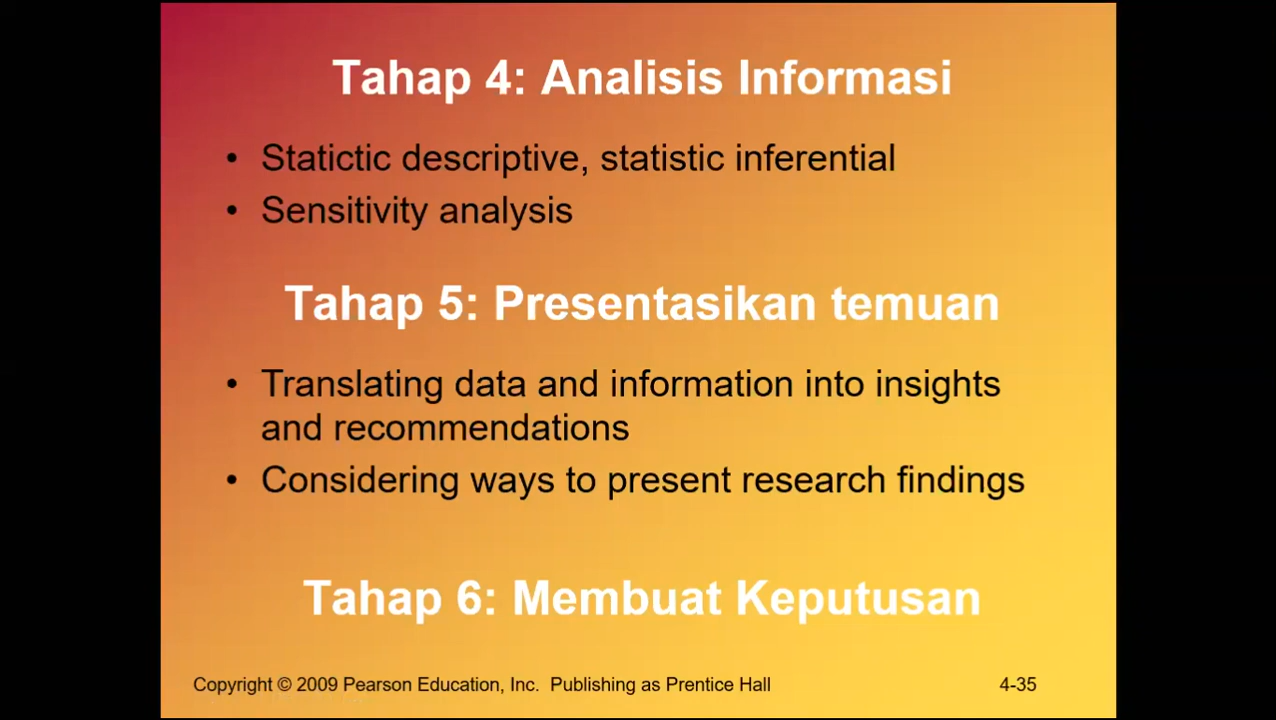 Tahap 4: Analisis Informasi
• Statictic descriptive, statistic inferential
• Sensitivity analysis
Tahap 5: Presentasikan temuan
• Translating data and information into insights
and recommendations
• Considering ways to present research findings
Tahap 6: Membuat Keputusan
Copyright © 2009 Pearson Education, Inc.  Publishing as Prentice Hall
4-35